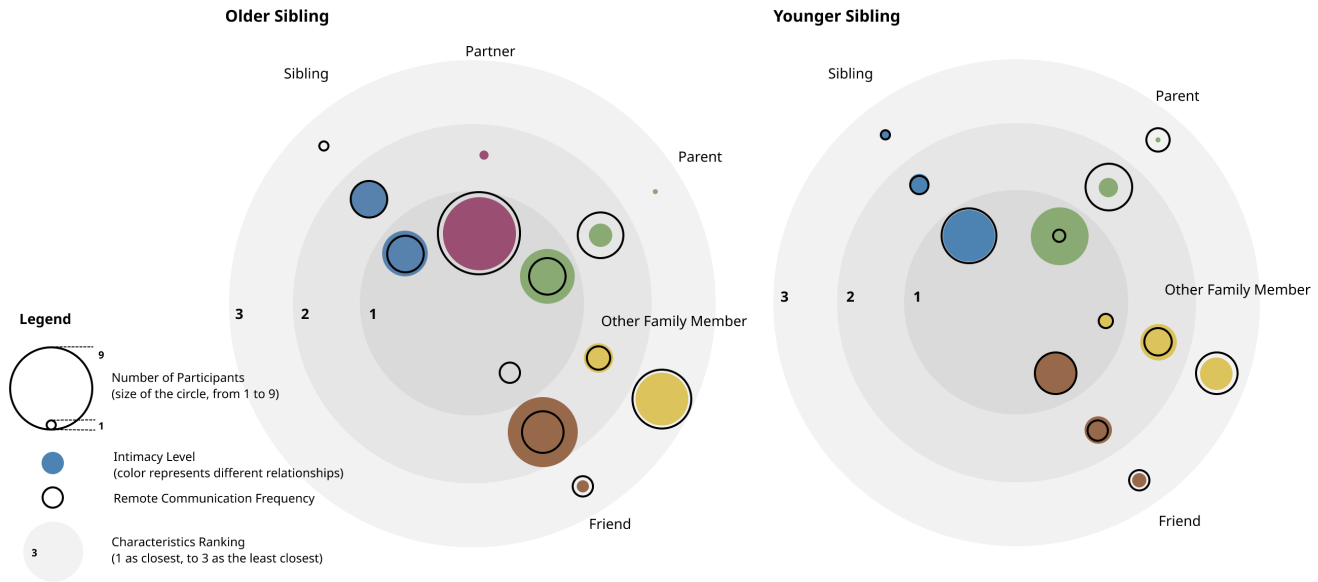 Older Sibling
Younger Sibling
Partner
Sibling
Parent
Other Family Member
Friend
3
2
1
Sibling
Parent
Other Family Member
Friend
3
2
1
Legend
9
1
Number of Participants
(size of the circle, from 1 to 9)
Intimacy Level
(color represents different relationships)
Remote Communication Frequency
3
Characteristics Ranking
(1 as closest, to 3 as the least closest)